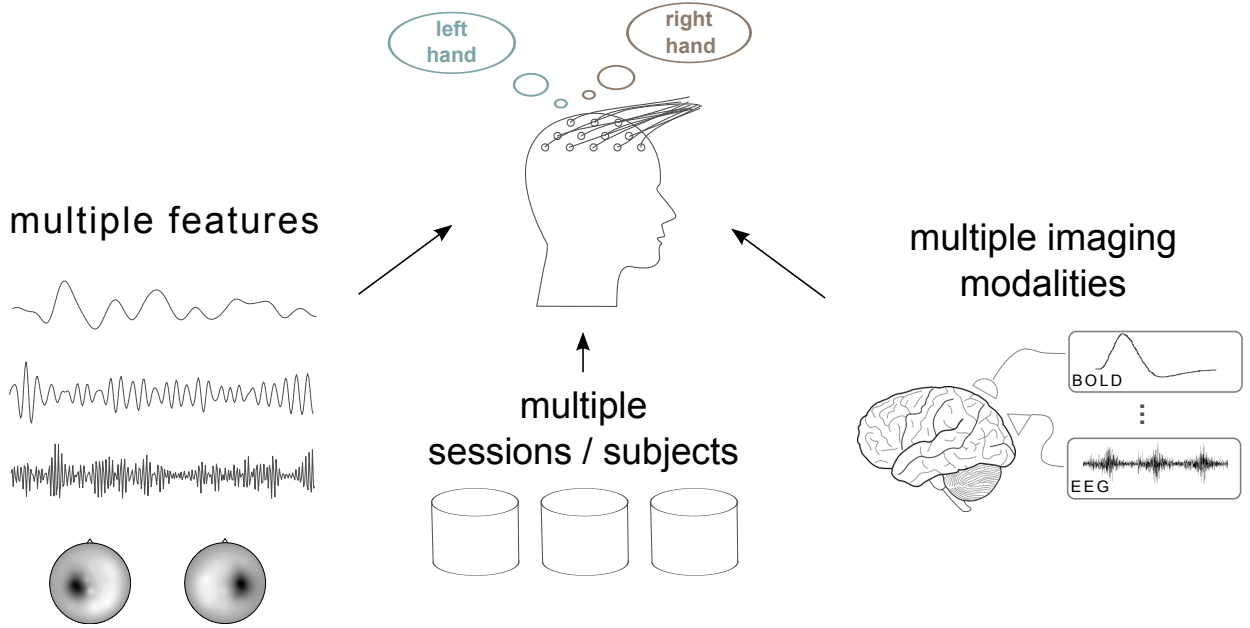 left
hand
right
hand
multiple features
multiple imaging
modalities
BOLD
EEG
multiple
sessions / subjects